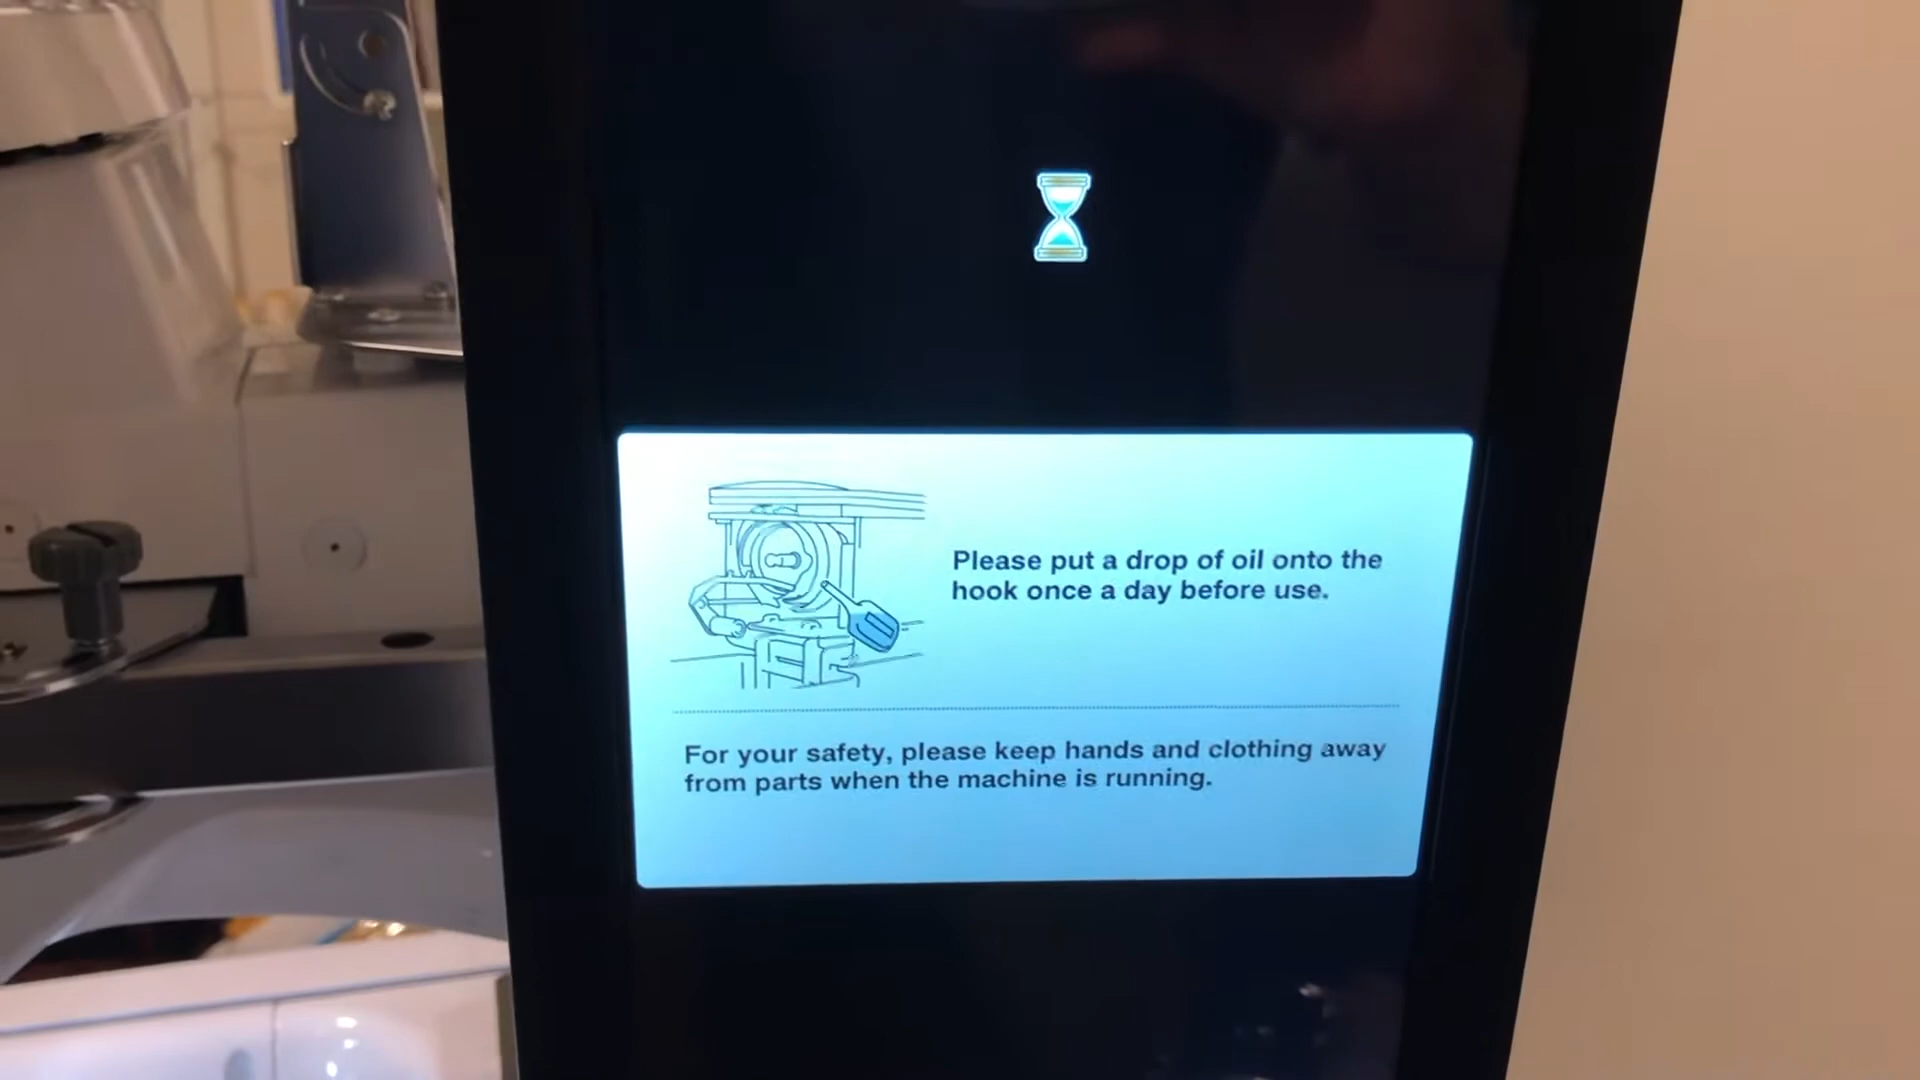 Please put a drop of oil onto the
hook once a day before use.
For your safety, please keep hands and clothing away
from parts when the machine is running.